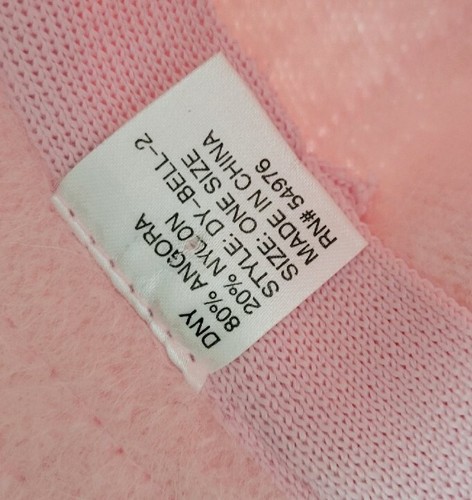 DNY
80% ANGORA
20% NYLON
STYLE: DY-BELL-2
SIZE: ONE SIZE
MADE IN CHINA
RN# 54976